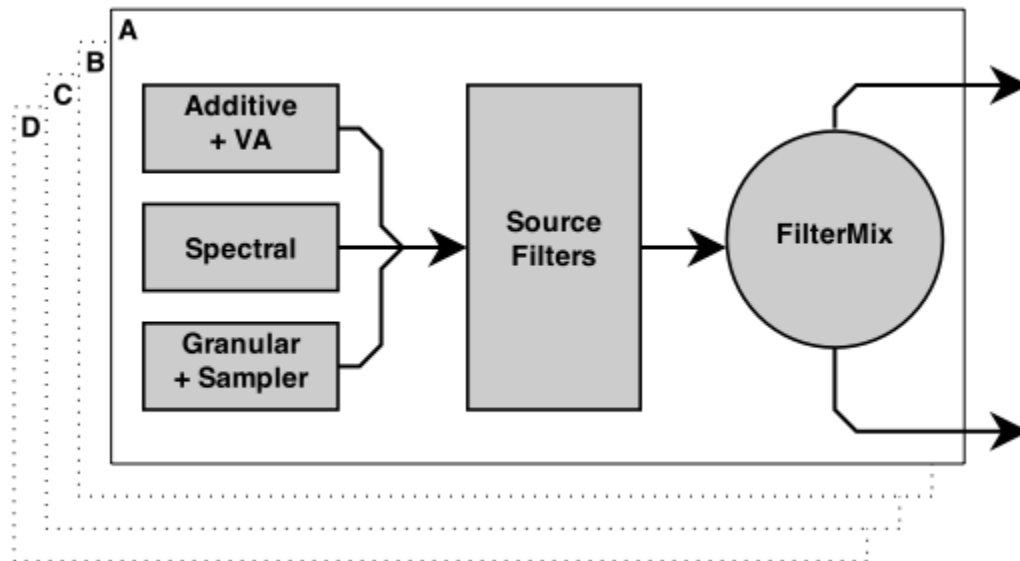 A
B
C
D
Additive
+ VA
Spectral
Granular
+ Sampler
Source
Filters
FilterMix